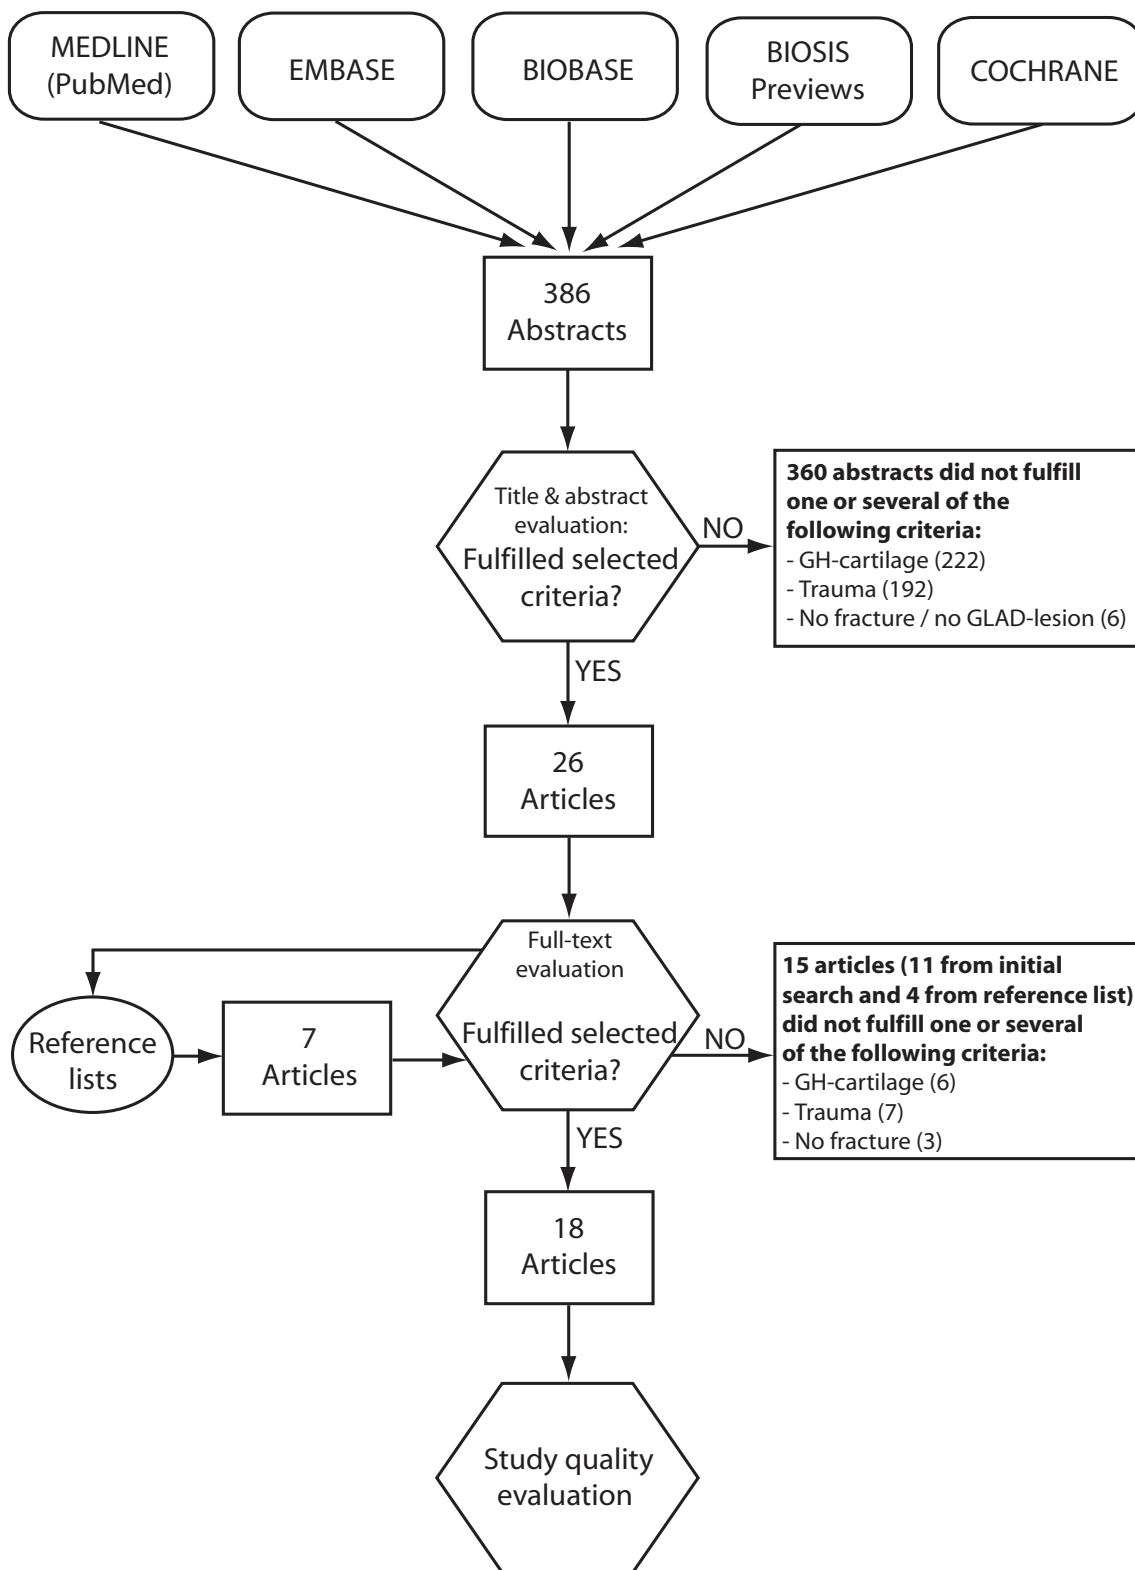 MEDLINE
(PubMed)
EMBASE
BIOBASE
BIOSIS
Previews
COCHRANE
386
Abstracts
Title & abstract
evaluation:
Fulfilled selected
criteria?
NO
360 abstracts did not fulfill
one or several of the
following criteria:
- GH-cartilage (222)
- Trauma (192)
- No fracture / no GLAD-lesion (6)
YES
26
Articles
Full-text
evaluation
Fulfilled selected
criteria?
Reference
lists
7
Articles
NO
15 articles (11 from initial
search and 4 from reference list)
did not fulfill one or several
of the following criteria:
- GH-cartilage (6)
- Trauma (7)
- No fracture (3)
YES
18
Articles
Study quality
evaluation